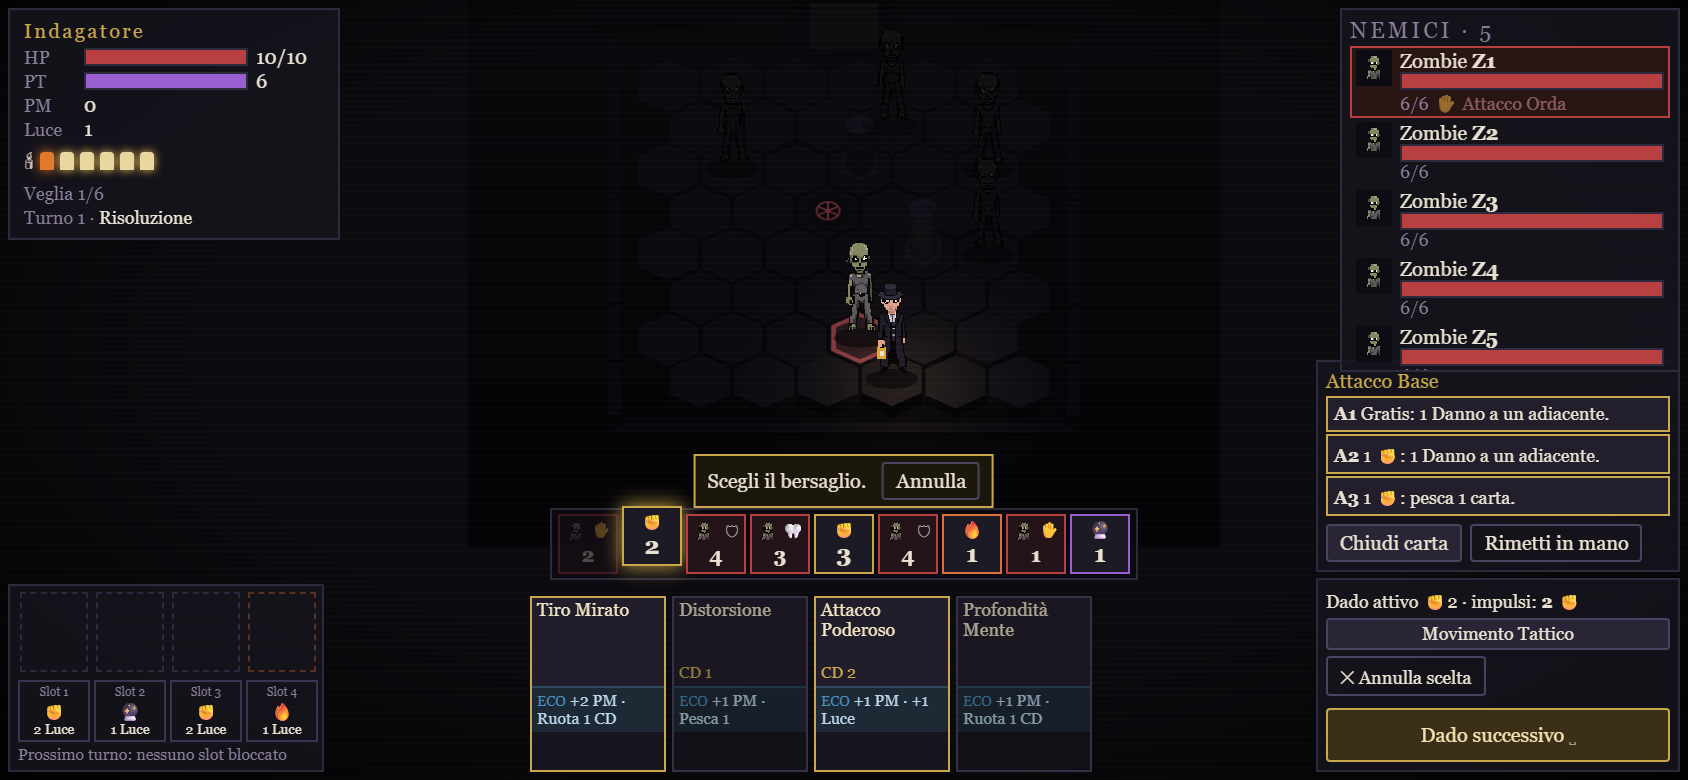 Indagatore
HP 10/10
PT 6
PM 0
Luce 1
Veglia 1/6
Turno 1 · Risoluzione
NEMICI · 5
Zombie Z1
6/6 Attacco Orda
Zombie Z2
6/6
Zombie Z3
6/6
Zombie Z4
6/6
Zombie Z5
Attacco Base
A1 Gratis: 1 Danno a un adiacente.
A2 1 : 1 Danno a un adiacente.
A3 1 : pesca 1 carta.
Chiudi carta Rimetti in mano
Scegli il bersaglio. Annulla
2 2 4 3 3 4 1 1 1
Slot 1
2 Luce
Slot 2
1 Luce
Slot 3
2 Luce
Slot 4
1 Luce
Prossimo turno: nessuno slot bloccato
Tiro Mirato
ECO +2 PM ·
Ruota 1 CD
Distorsione
CD 1
ECO +1 PM ·
Pesca 1
Attacco
Poderoso
CD 2
ECO +1 PM · +1
Luce
Profondità
Mente
ECO +1 PM ·
Ruota 1 CD
Dado attivo 2 · impulsi: 2
Movimento Tattico
× Annulla scelta
Dado successivo ␣